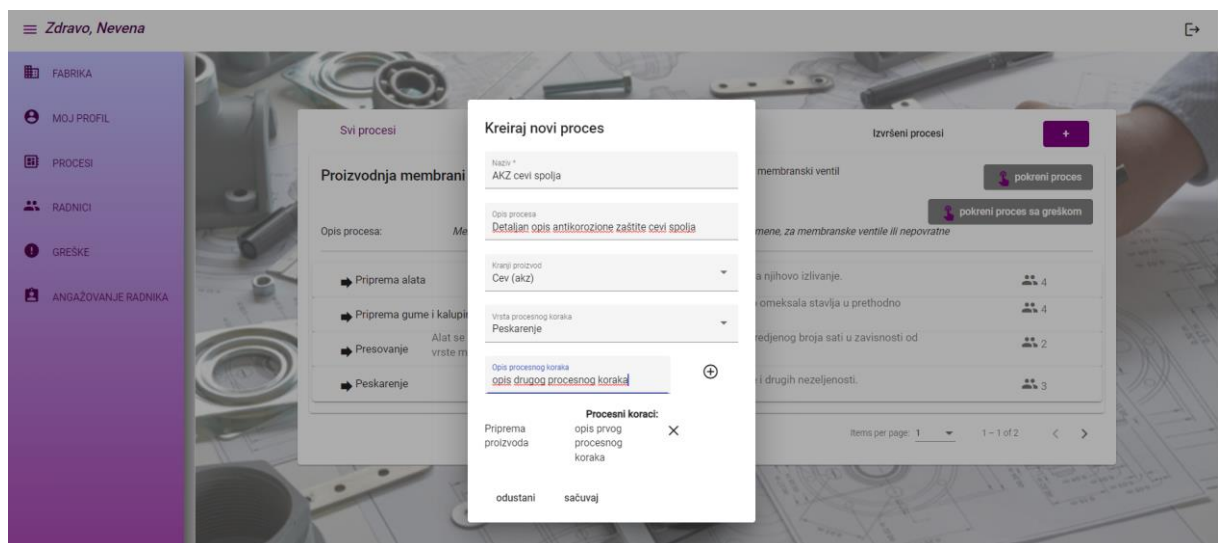 Zdravo, Nevena
FABRIKA
MOJ PROFIL
PROCESI
RADNICI
GREŠKE
ANGAŽOVANJE RADNIKA
Svi procesi
Izvršeni procesi
+
Proizvodnja membrani
membranski ventil
pokreni proces
pokreni proces sa greškom
Opis procesa:
mene, za membranske ventile ili nepovratne
Priprema alata
a njihovo izlivanje.
4
Priprema gume i kalupi
omeksala stavlja u prethodno
4
Presovanje
Alat se
vrste m
redjenog broja sati u zavisnosti od
2
Peskarenje
i drugih nezeljenosti.
3
Items per page: 1
1 – 1 of 2
Kreiraj novi proces
Naziv *
AKZ cevi spolja
Opis procesa
Detaljan opis antikorozione zaštite cevi spolja
Kranji proizvod
Cev (akz)
Vrsta procesnog koraka
Peskarenje
Opis procesnog koraka
opis drugog procesnog koraka
Procesni koraci:
Priprema
proizvoda
opis prvog
procesnog
koraka
odustani
sačuvaj